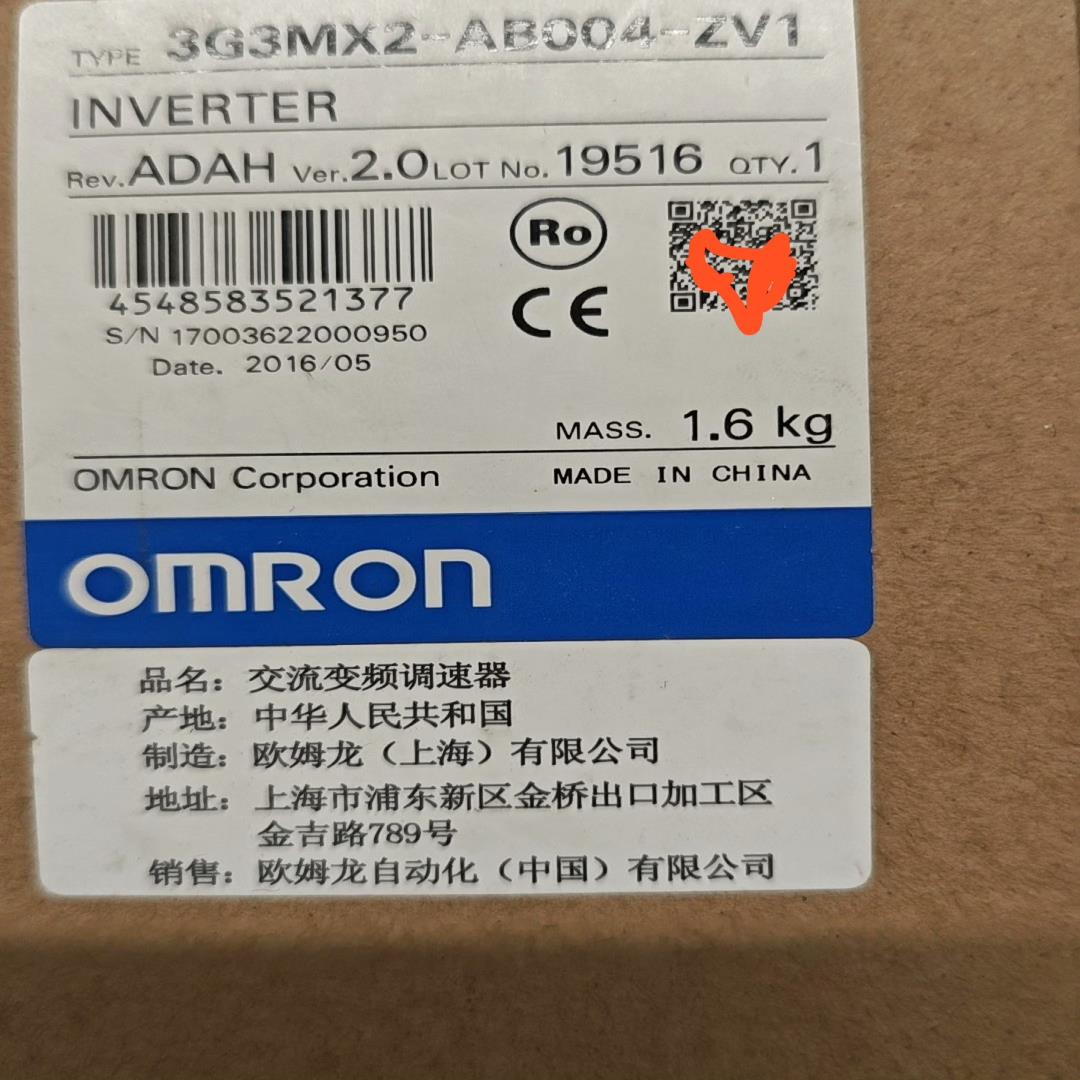 TYPE 3G3MX2-AB004-ZV1
INVERTER
Rev. ADAH Ver. 2.0 LOT No. 19516 QTY. 1
Ro
4548583521377
CE
S/N 17003622000950
Date. 2016/05
MASS. 1.6 kg
OMRON Corporation MADE IN CHINA
OMRON
品名：交流变频调速器
产地：中华人民共和国
制造：欧姆龙（上海）有限公司
地址：上海市浦东新区金桥出口加工区
金吉路789号
销售：欧姆龙自动化（中国）有限公司